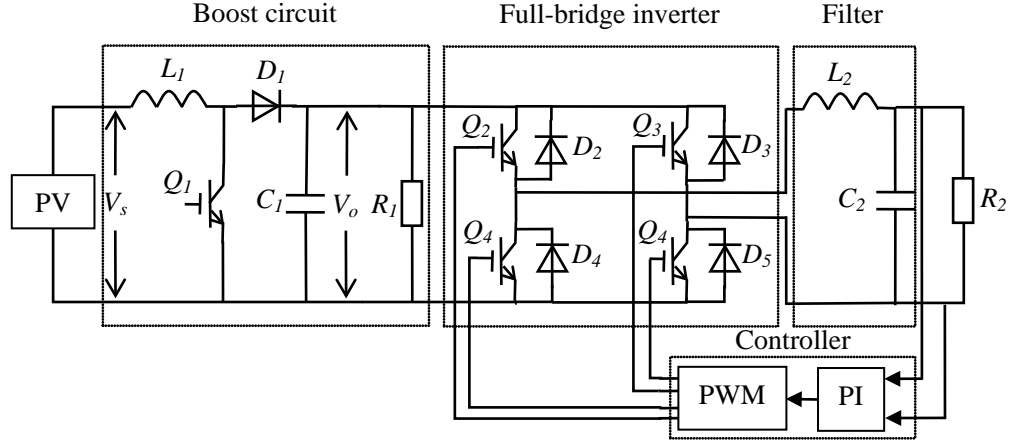 Boost circuit
Full-bridge inverter
Filter
L1
D1
L2
Q2
Q3
D2
D3
PV
Vs
Q1
C1
Vo
R1
C2
R2
Q4
Q4
D4
D5
Controller
PWM
PI